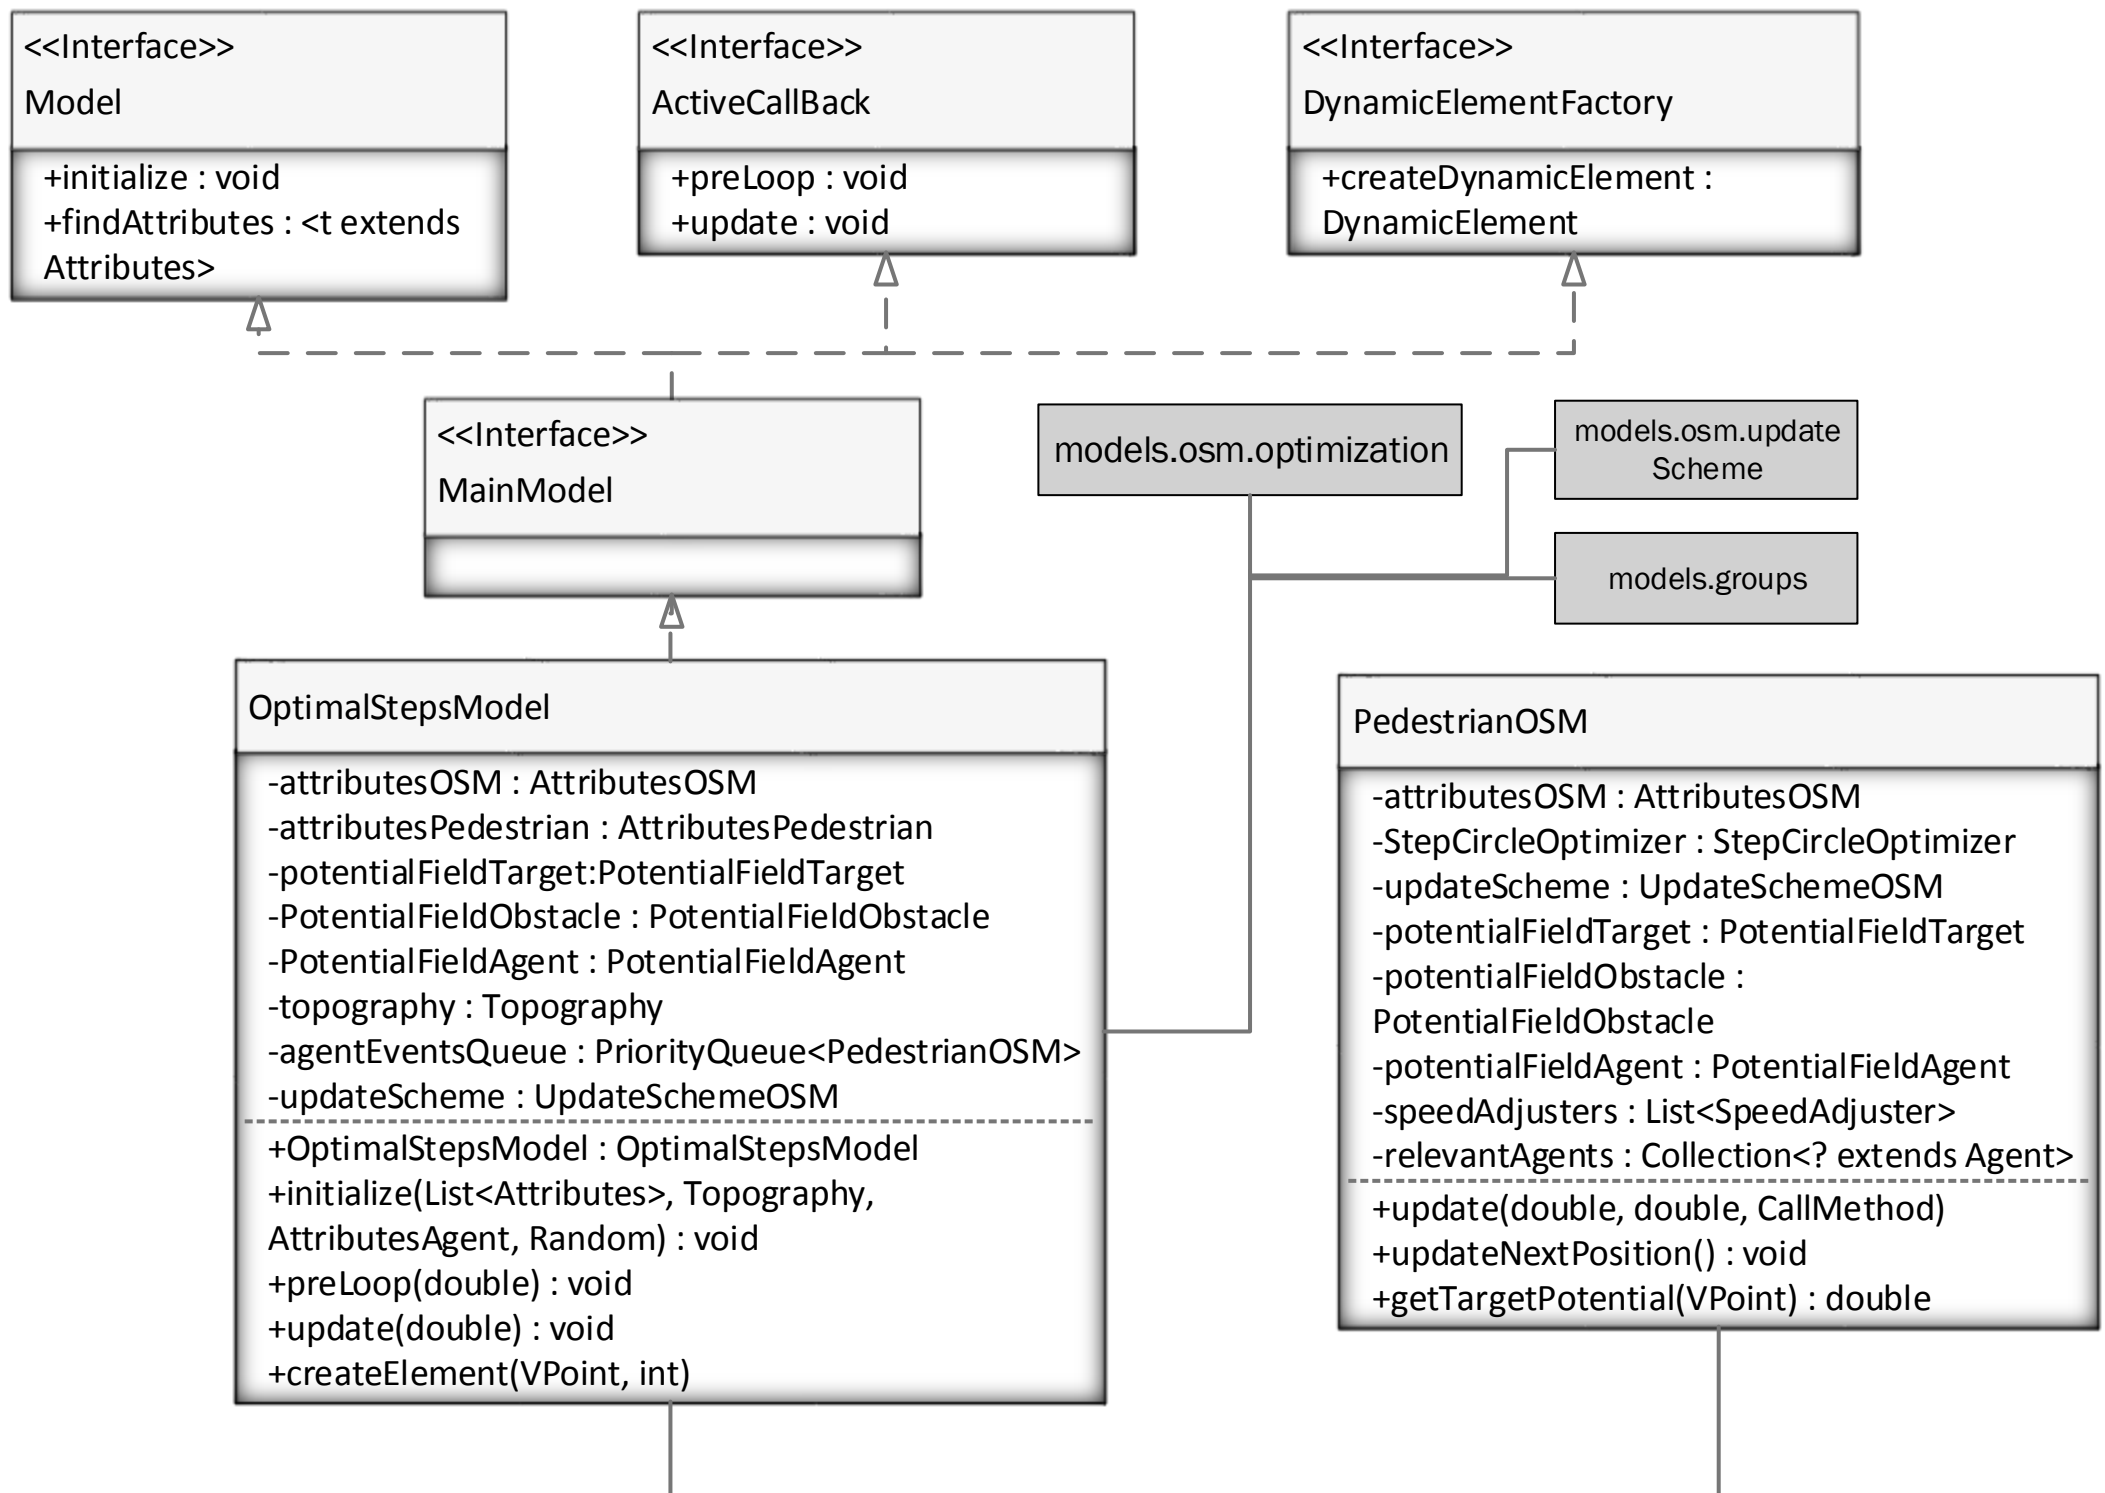 <<Interface>>
Model
+initialize : void
+findAttributes : <t extends
Attributes>
<<Interface>>
ActiveCallBack
+preLoop : void
+update : void
<<Interface>>
DynamicElementFactory
+createDynamicElement :
DynamicElement
<<Interface>>
MainModel
models.osm.optimization
models.osm.update
Scheme
models.groups
OptimalStepsModel
-attributesOSM : AttributesOSM
-attributesPedestrian : AttributesPedestrian
-potentialFieldTarget:PotentialFieldTarget
-PotentialFieldObstacle : PotentialFieldObstacle
-PotentialFieldAgent : PotentialFieldAgent
-topography : Topography
-agentEventsQueue : PriorityQueue<PedestrianOSM>
-updateScheme : UpdateSchemeOSM
+OptimalStepsModel : OptimalStepsModel
+initialize(List<Attributes>, Topography,
AttributesAgent, Random) : void
+preLoop(double) : void
+update(double) : void
+createElement(VPoint, int)
PedestrianOSM
-attributesOSM : AttributesOSM
-StepCircleOptimizer : StepCircleOptimizer
-updateScheme : UpdateSchemeOSM
-potentialFieldTarget : PotentialFieldTarget
-potentialFieldObstacle :
PotentialFieldObstacle
-potentialFieldAgent : PotentialFieldAgent
-speedAdjusters : List<SpeedAdjuster>
-relevantAgents : Collection<? extends Agent>
+update(double, double, CallMethod)
+updateNextPosition() : void
+getTargetPotential(VPoint) : double